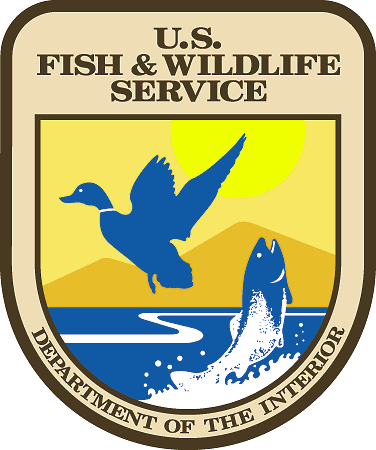 U.S.
FISH & WILDLIFE
SERVICE
DEPARTMENT OF THE INTERIOR